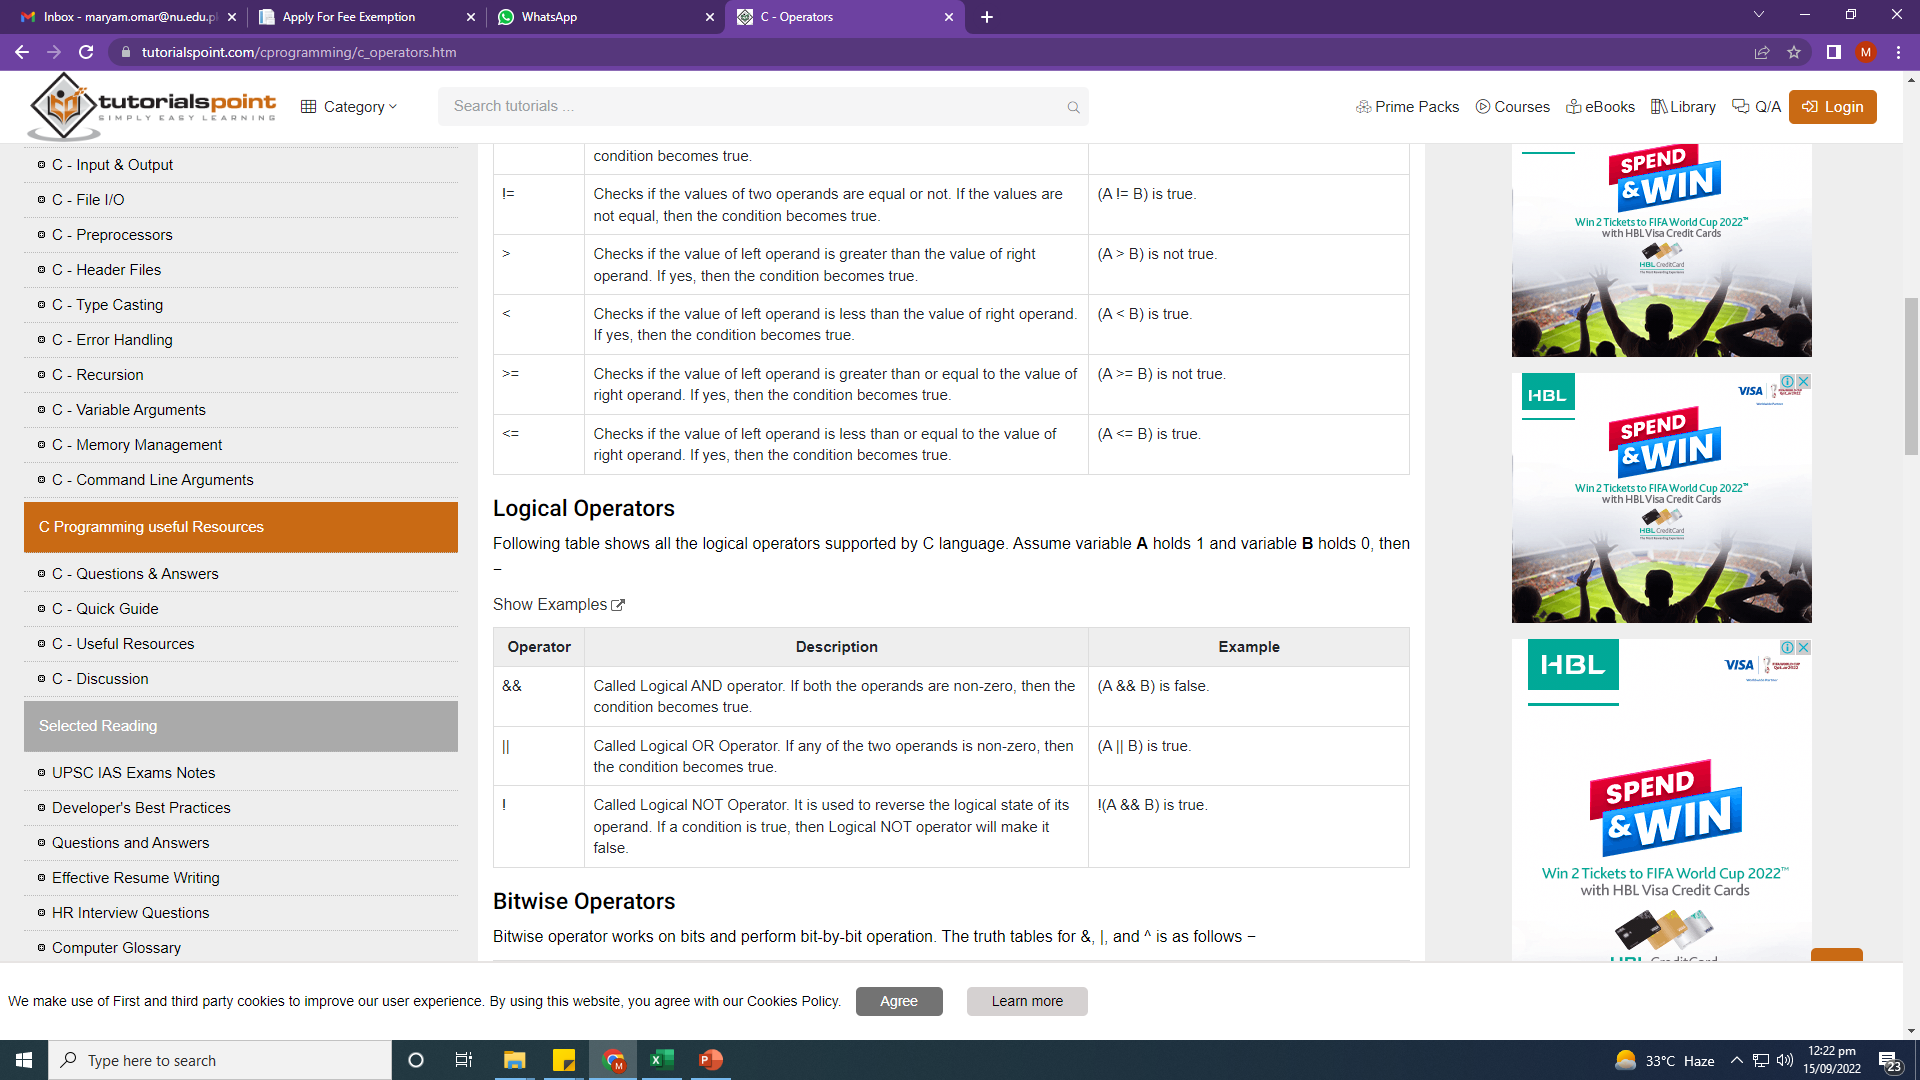 Inbox - maryam.omar@nu.edu.p
Apply For Fee Exemption
WhatsApp
C - Operators
tutorialspoint.com/cprogramming/c_operators.htm
M
tutorialspoint
SIMPLY EASY LEARNING
Category
Search tutorials ...
Prime Packs
Courses
eBooks
Library
Q/A
Login
C - Input & Output
C - File I/O
C - Preprocessors
C - Header Files
C - Type Casting
C - Error Handling
C - Recursion
C - Variable Arguments
C - Memory Management
C - Command Line Arguments
C Programming useful Resources
C - Questions & Answers
C - Quick Guide
C - Useful Resources
C - Discussion
Selected Reading
UPSC IAS Exams Notes
Developer's Best Practices
Questions and Answers
Effective Resume Writing
HR Interview Questions
Computer Glossary
condition becomes true.
!= Checks if the values of two operands are equal or not. If the values are (A != B) is true.
not equal, then the condition becomes true.
> Checks if the value of left operand is greater than the value of right (A > B) is not true.
operand. If yes, then the condition becomes true.
< Checks if the value of left operand is less than the value of right operand. (A < B) is true.
If yes, then the condition becomes true.
>= Checks if the value of left operand is greater than or equal to the value of (A >= B) is not true.
right operand. If yes, then the condition becomes true.
<= Checks if the value of left operand is less than or equal to the value of (A <= B) is true.
right operand. If yes, then the condition becomes true.
Logical Operators
Following table shows all the logical operators supported by C language. Assume variable A holds 1 and variable B holds 0, then
–
Show Examples
Operator Description Example
&& Called Logical AND operator. If both the operands are non-zero, then the (A && B) is false.
condition becomes true.
|| Called Logical OR Operator. If any of the two operands is non-zero, then (A || B) is true.
the condition becomes true.
! Called Logical NOT Operator. It is used to reverse the logical state of its !(A && B) is true.
operand. If a condition is true, then Logical NOT operator will make it
false.
Bitwise Operators
Bitwise operator works on bits and perform bit-by-bit operation. The truth tables for &, |, and ^ is as follows –
SPEND
&WIN
Win 2 Tickets to FIFA World Cup 2022™
with HBL Visa Credit Cards
HBL CreditCard
HBL
VISA
SPEND
&WIN
Win 2 Tickets to FIFA World Cup 2022™
with HBL Visa Credit Cards
HBL CreditCard
HBL
VISA
SPEND
&WIN
Win 2 Tickets to FIFA World Cup 2022™
with HBL Visa Credit Cards
HBL CreditCard
We make use of First and third party cookies to improve our user experience. By using this website, you agree with our Cookies Policy.
Agree
Learn more
Type here to search
33°C Haze
12:22 pm
15/09/2022
23